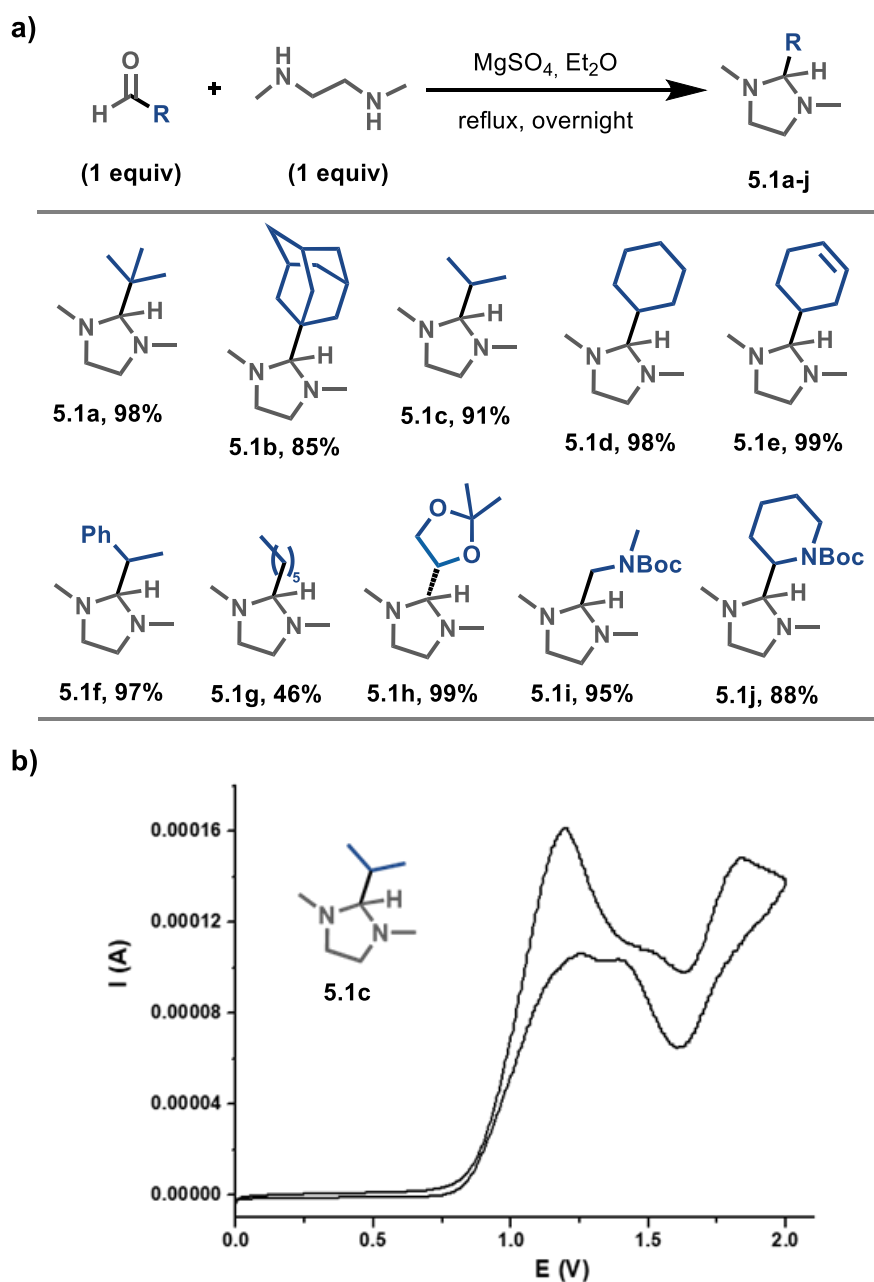 a)
O
H
R
+
H
N
N
H
MgSO₄, Et₂O
reflux, overnight
R
N
H
N
(1 equiv)
(1 equiv)
5.1a-j
N
H
N
5.1a, 98%
N
H
N
5.1b, 85%
N
H
N
5.1c, 91%
N
H
N
5.1d, 98%
N
H
N
5.1e, 99%
Ph
N
H
N
5.1f, 97%
( )5
N
H
N
5.1g, 46%
O
O
N
H
N
5.1h, 99%
NBoc
N
H
N
5.1i, 95%
NBoc
N
H
N
5.1j, 88%
b)
I (A)
0.00016
0.00012
0.00008
0.00004
0.00000
N
H
N
5.1c
0.0 0.5 1.0 1.5 2.0
E (V)